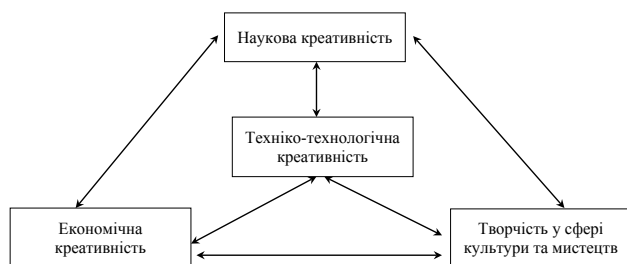 Наукова креативність
Техніко-технологічна
креативність
Економічна
креативність
Творчість у сфері
культури та мистецтв